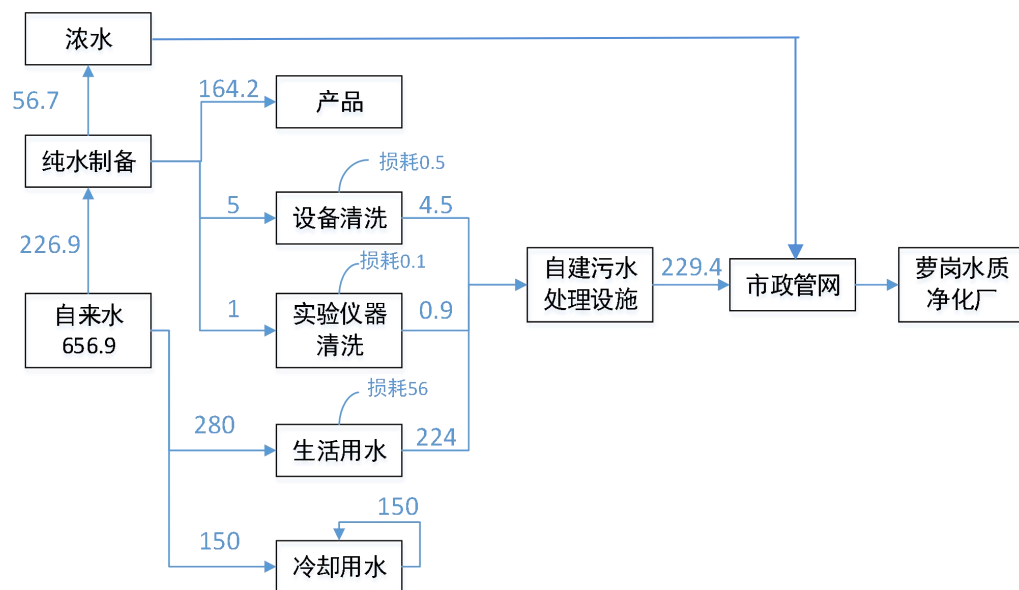 浓水
56.7
164.2
产品
纯水制备
损耗0.5
5
设备清洗
4.5
226.9
损耗0.1
自来水
656.9
1
实验仪器
清洗
0.9
自建污水
处理设施
229.4
市政管网
萝岗水质
净化厂
损耗56
280
生活用水
224
150
150
冷却用水